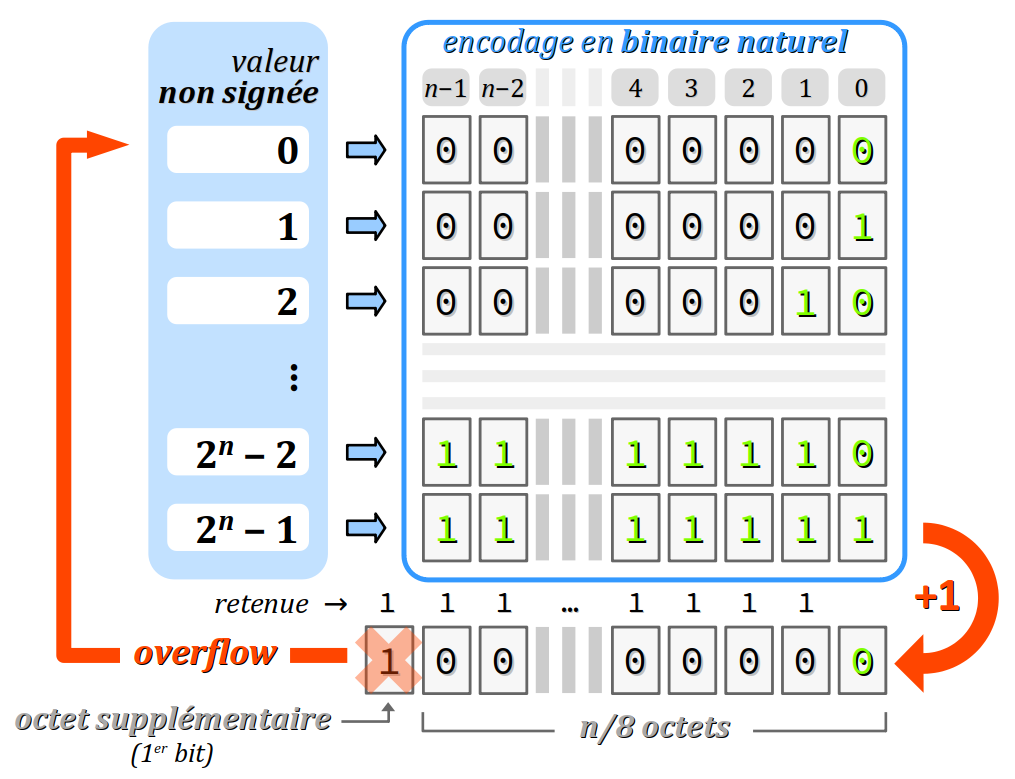 encodage en binaire naturel
valeur
non signée
n−1 n−2 4 3 2 1 0
0 0 0 0 0 0 0 0
1 0 0 0 0 0 0 1
2 0 0 0 0 0 1 0
⋮
2ⁿ − 2 1 1 1 1 1 1 0
2ⁿ − 1 1 1 1 1 1 1 1
+1
retenue → 1 1 1 ... 1 1 1 1
overflow 1 0 0 0 0 0 0 0
octet supplémentaire
(1er bit)
n/8 octets